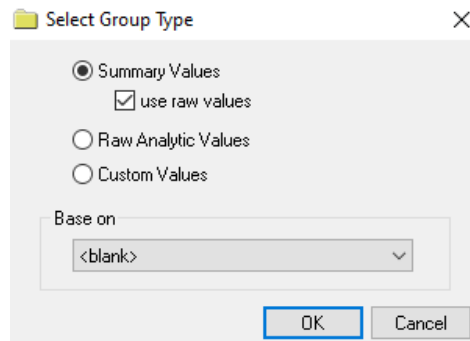 Select Group Type
Summary Values
use raw values
Raw Analytic Values
Custom Values
Base on
<blank>
OK Cancel